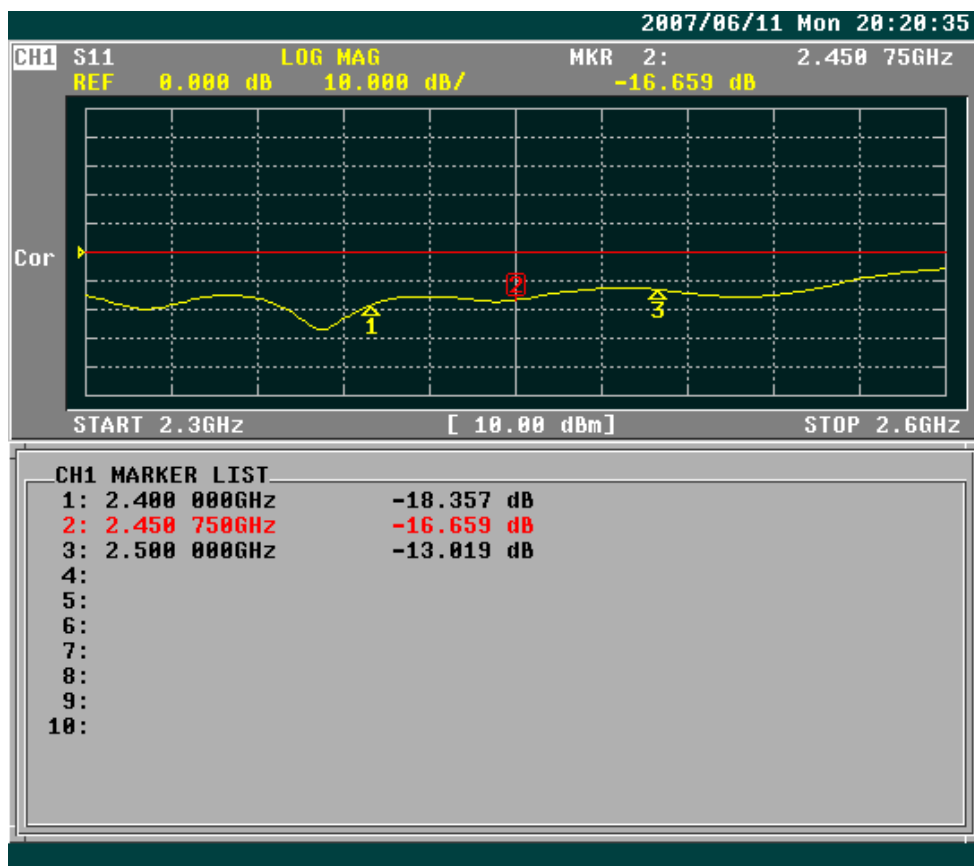 2007/06/11 Mon 20:20:35
CH1 S11 LOG MAG MKR 2: 2.450 75GHz
REF 0.000 dB 10.000 dB/ -16.659 dB
Cor
2
1
3
START 2.3GHz [ 10.00 dBm] STOP 2.6GHz
CH1 MARKER LIST
1: 2.400 000GHz -18.357 dB
2: 2.450 750GHz -16.659 dB
3: 2.500 000GHz -13.019 dB
4:
5:
6:
7:
8:
9:
10: